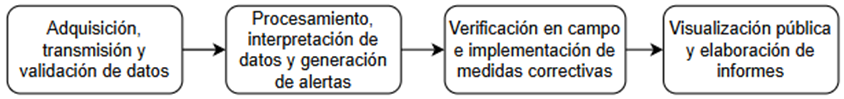 Adquisición,
transmisión y
validación de datos
Procesamiento,
interpretación de
datos y generación
de alertas
Verificación en campo
e implementación de
medidas correctivas
Visualización pública
y elaboración de
informes